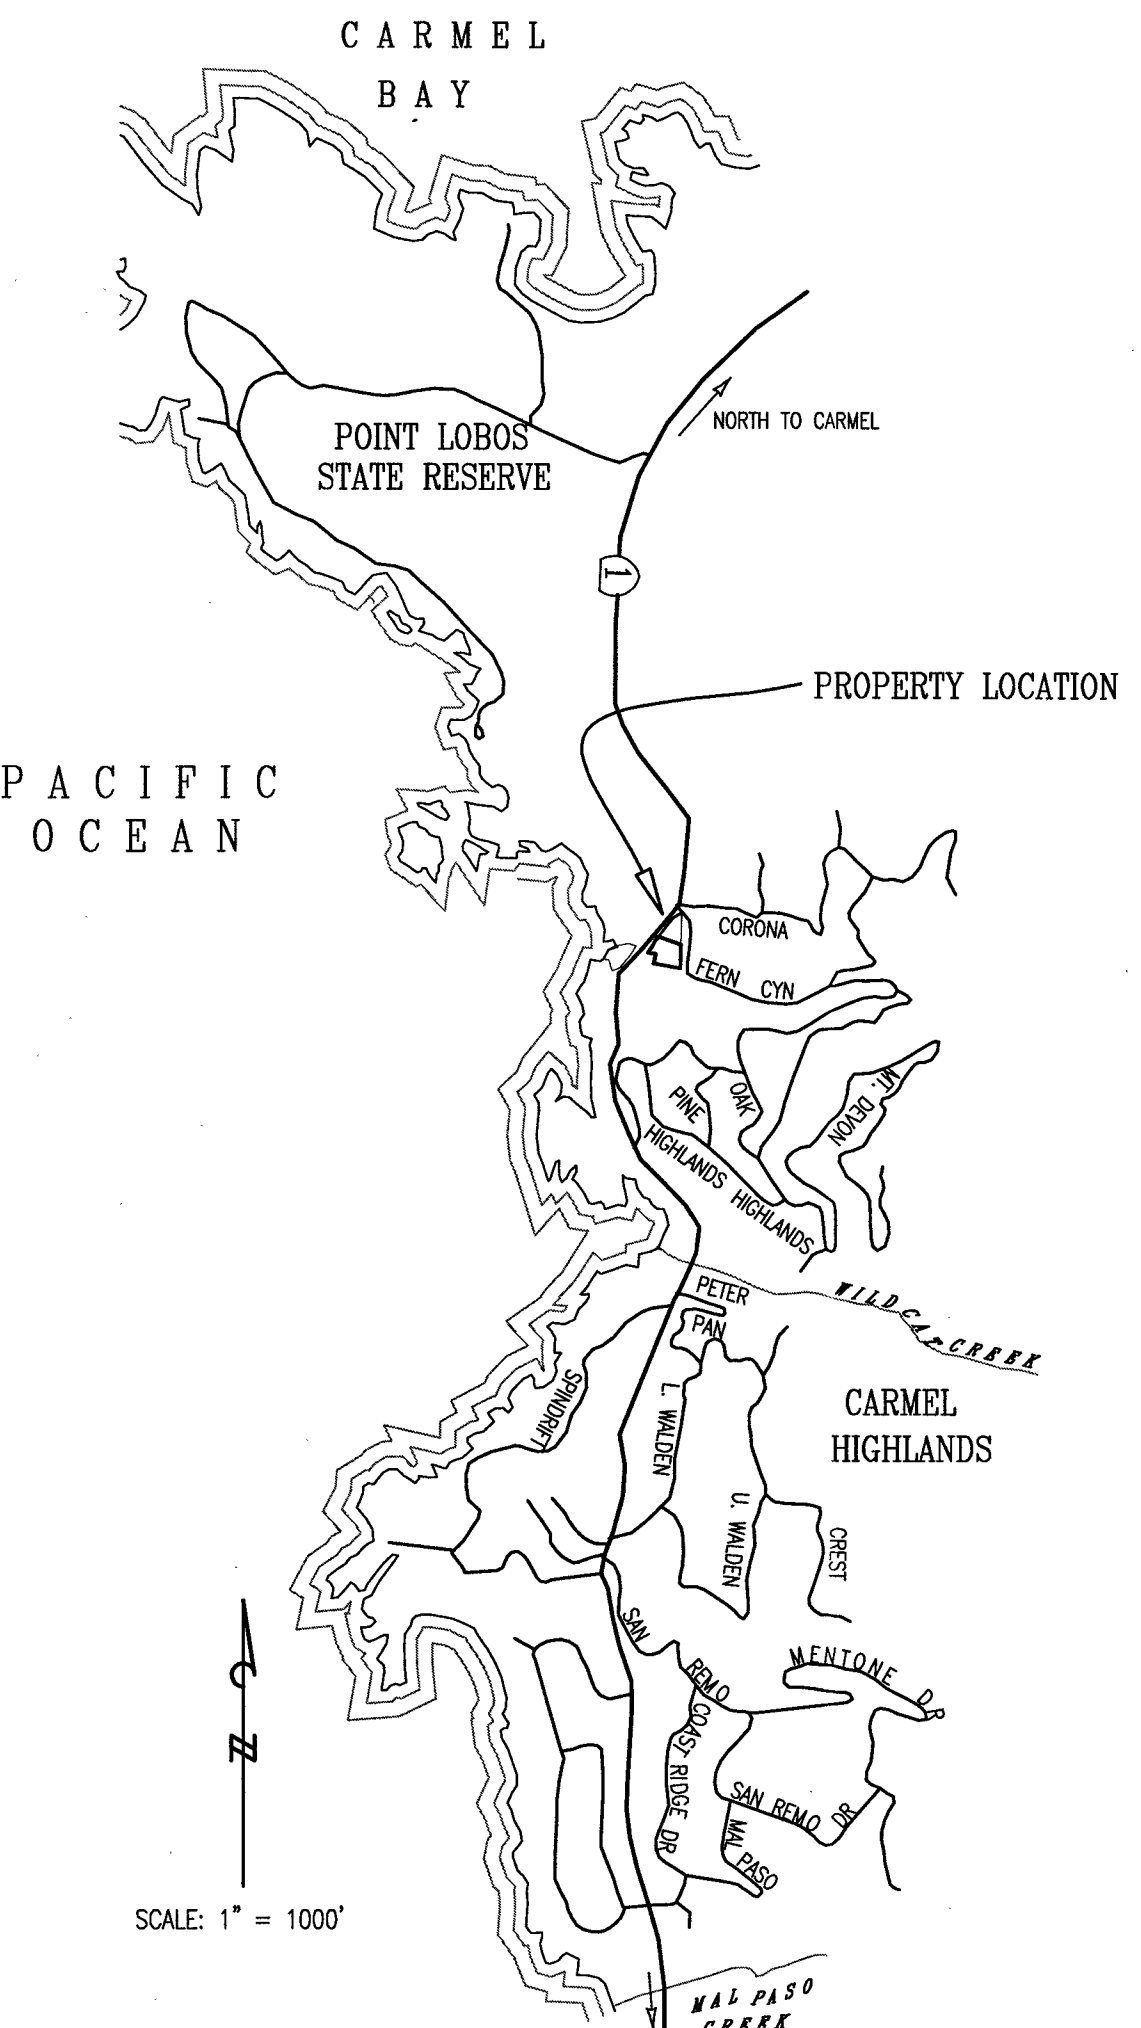 CARMEL
BAY
NORTH TO CARMEL
POINT LOBOS
STATE RESERVE
1
PROPERTY LOCATION
PACIFIC
OCEAN
CORONA
FERN CYN
MT. DEVON
OAK
PINE
HIGHLANDS HIGHLANDS
PETER
PAN
WILDCAT CREEK
SPINDRIFT
L. WALDEN
CARMEL
HIGHLANDS
U. WALDEN
CREST
SAN REMO
MENTONE DR
COAST RIDGE DR
SAN REMO DR
MAL PASO
N
SCALE: 1" = 1000'
MAL PASO
CREEK